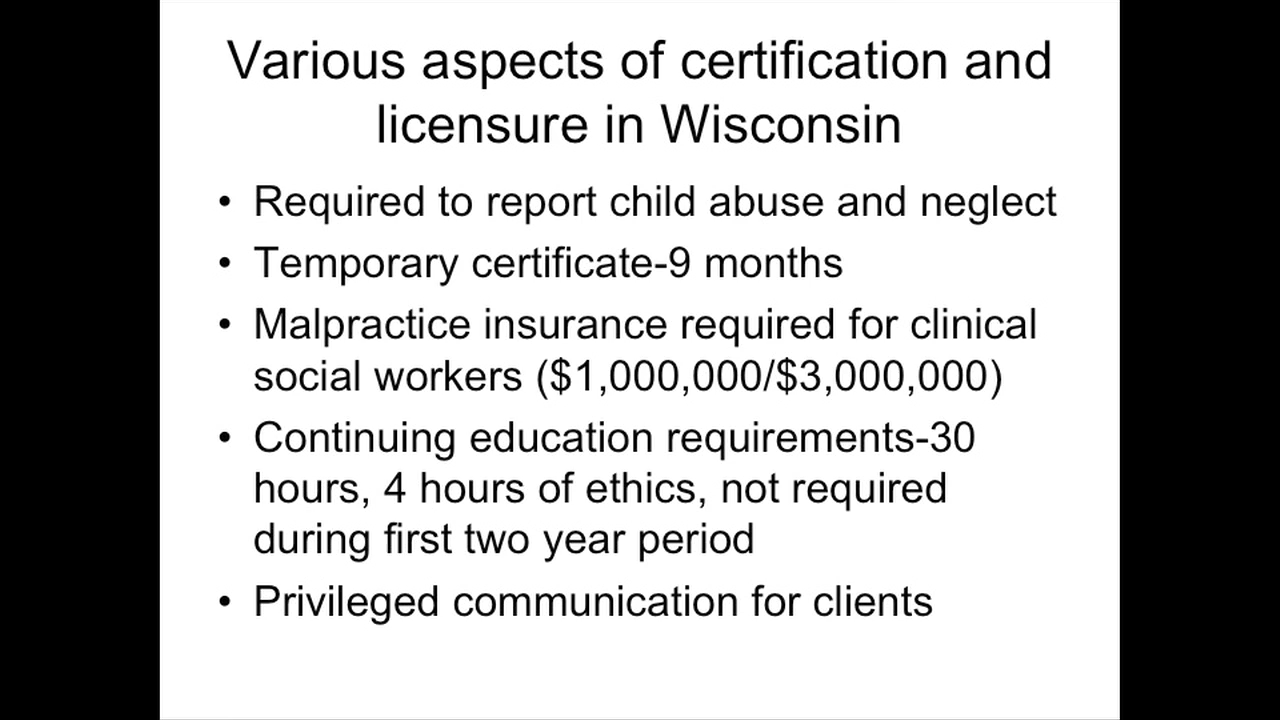 Various aspects of certification and
licensure in Wisconsin
• Required to report child abuse and neglect
• Temporary certificate-9 months
• Malpractice insurance required for clinical
social workers ($1,000,000/$3,000,000)
• Continuing education requirements-30
hours, 4 hours of ethics, not required
during first two year period
• Privileged communication for clients